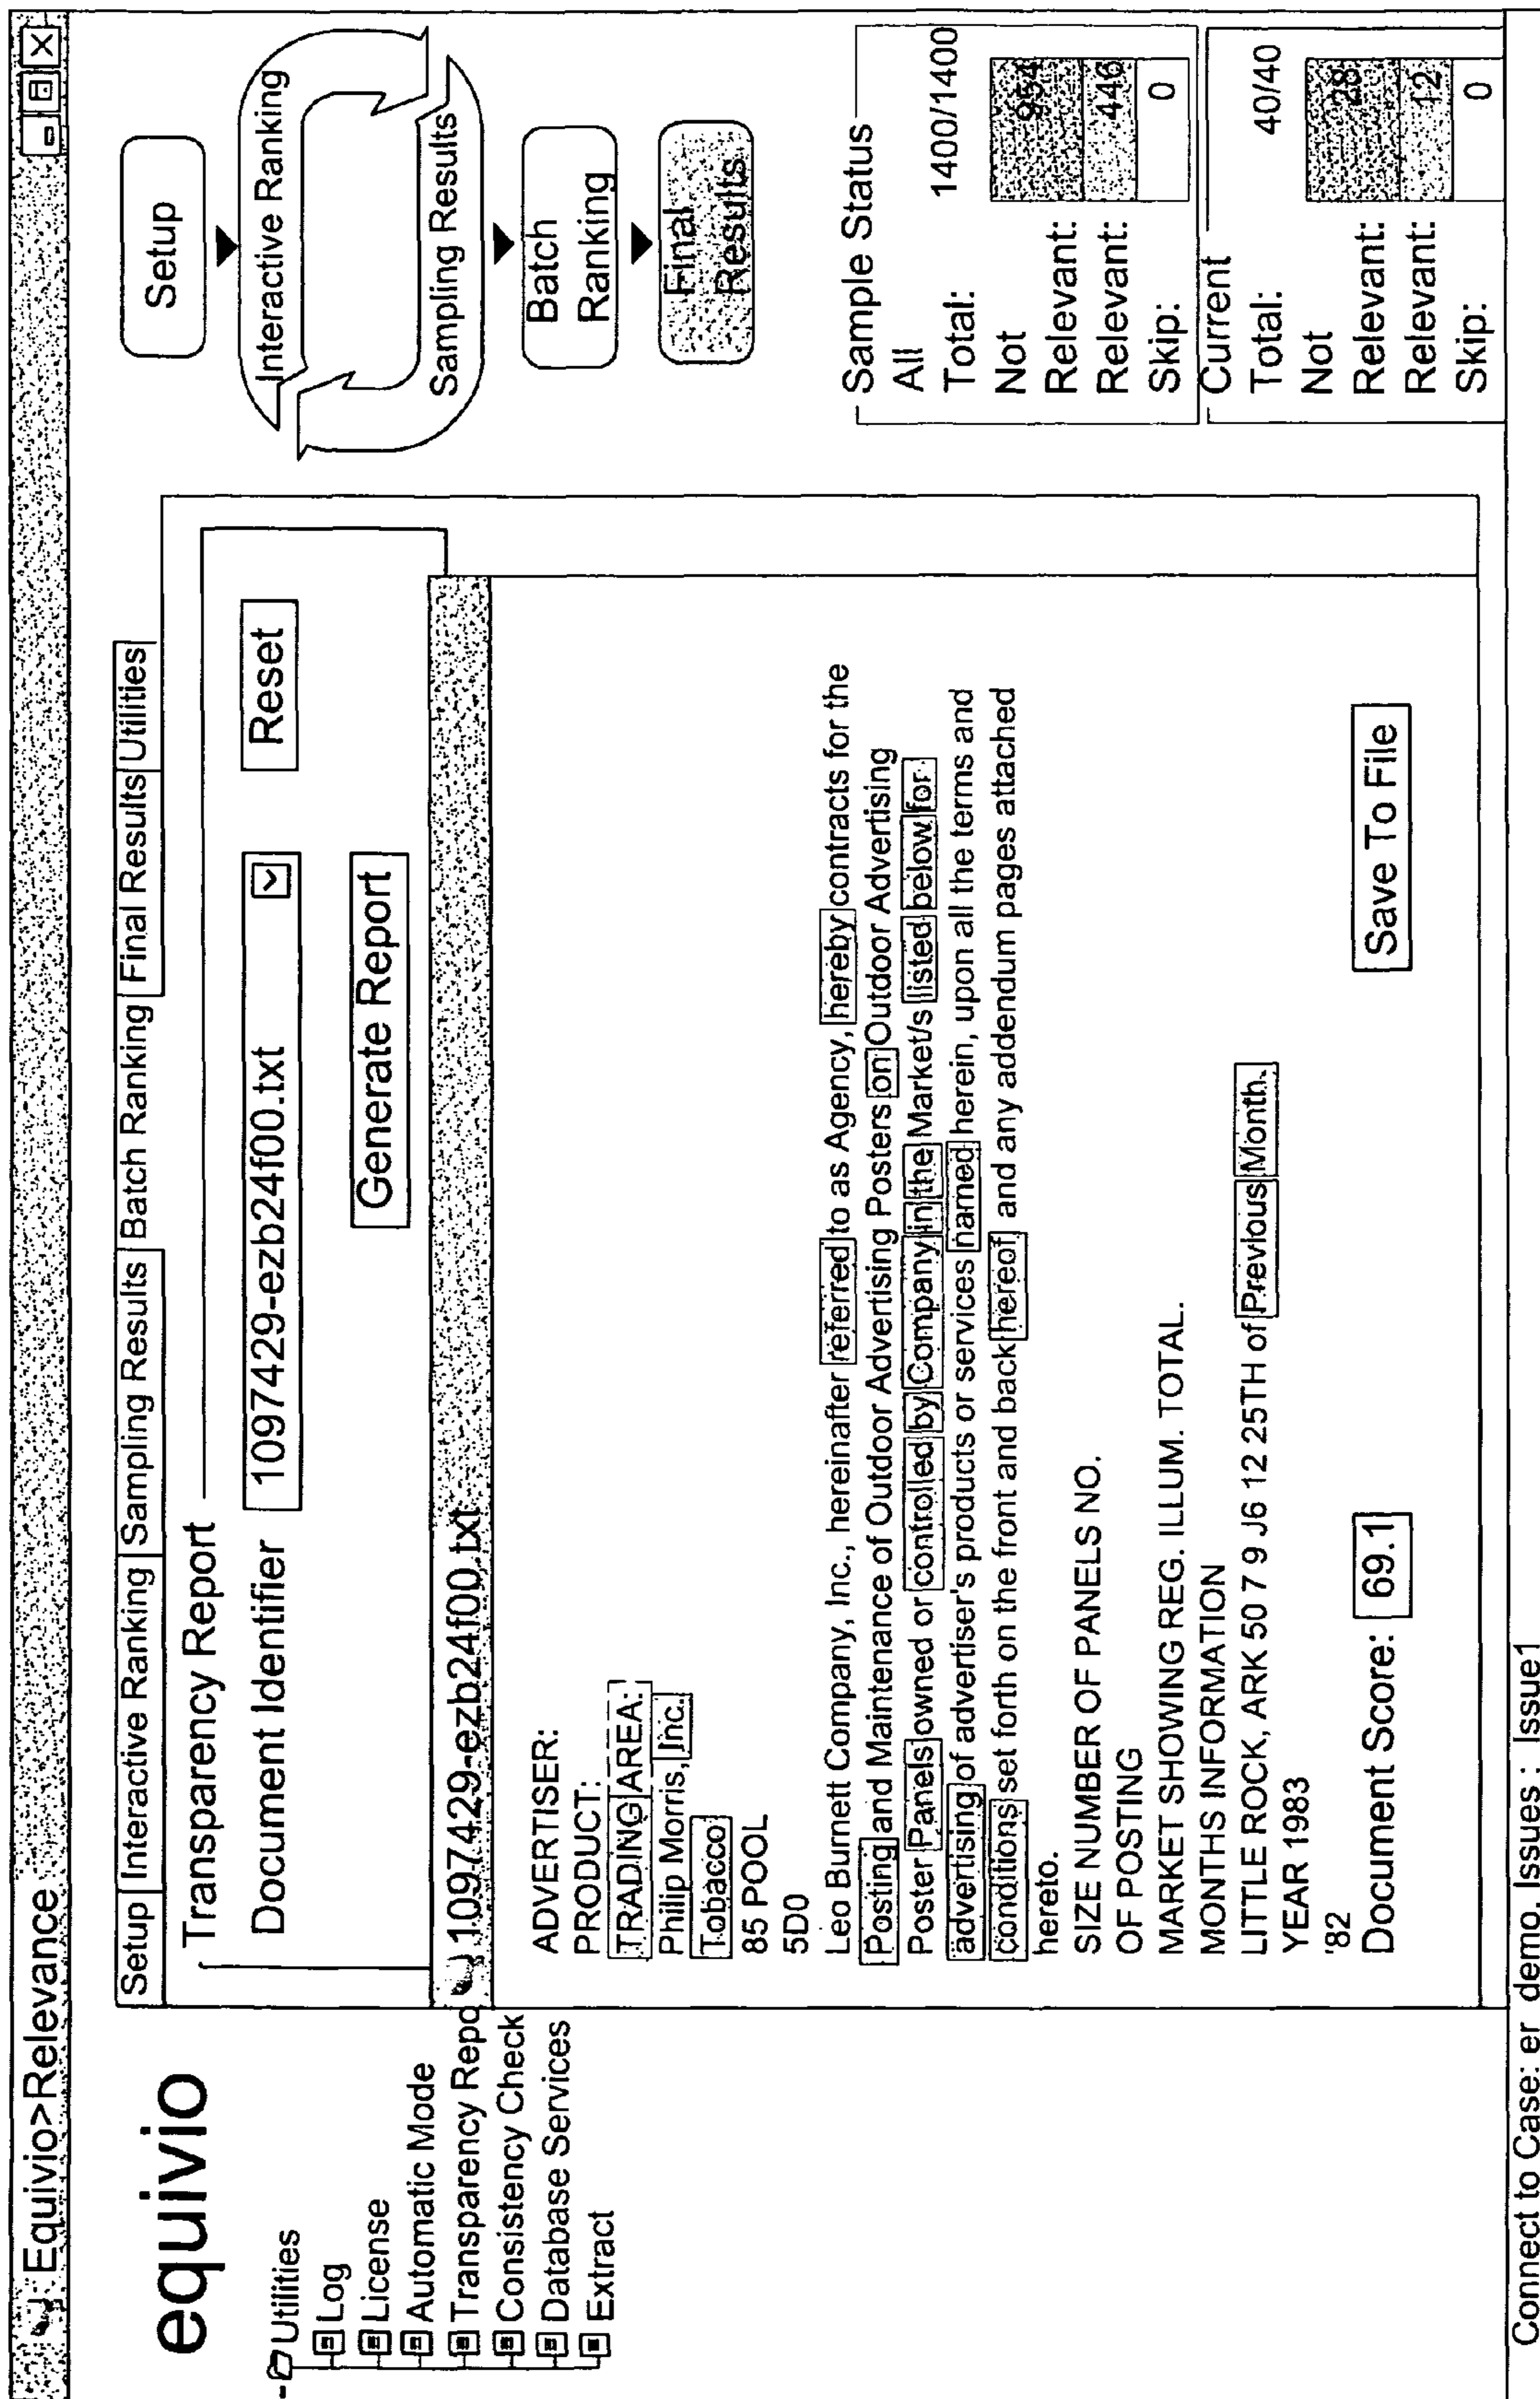 Equivio>Relevance
equivio
Utilities
Log
License
Automatic Mode
Transparency Repo
Consistency Check
Database Services
Extract
Setup Interactive Ranking Sampling Results Batch Ranking Final Results Utilities
Transparency Report
Document Identifier 1097429-ezb24f00.txt Reset
Generate Report
1097429-ezb24f00.txt
ADVERTISER:
PRODUCT:
TRADING AREA:
Philip Morris, Inc.
Tobacco
85 POOL
5D0
Leo Burnett Company, Inc., hereinafter referred to as Agency, hereby contracts for the
Posting and Maintenance of Outdoor Advertising Posters on Outdoor Advertising
Poster Panels owned or controlled by Company in the Market/s listed below for
advertising of advertiser's products or services named herein, upon all the terms and
conditions set forth on the front and back hereof and any addendum pages attached
hereto.
SIZE NUMBER OF PANELS NO.
OF POSTING
MARKET SHOWING REG. ILLUM. TOTAL.
MONTHS INFORMATION
LITTLE ROCK, ARK 50 7 9 J6 12 25TH of Previous Month.
YEAR 1983
'82
Document Score: 69.1 Save To File
Setup
Interactive Ranking
Sampling Results
Batch
Ranking
Final
Results
Sample Status
All
Total: 1400/1400
Not
Relevant: 954
Relevant: 446
Skip: 0
Current
Total: 40/40
Not
Relevant: 28
Relevant: 12
Skip: 0
Connect to Case: er_demo, Issues : Issue1